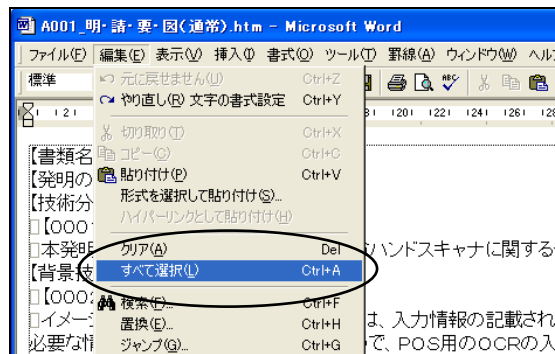 A001_明・請・要・図(通常).htm - Microsoft Word
ファイル(F) 編集(E) 表示(V) 挿入(I) 書式(O) ツール(T) 罫線(A) ウィンドウ(W) ヘル
標準
元に戻せません(U) Ctrl+Z
やり直し(R) 文字の書式設定 Ctrl+Y
切り取り(T) Ctrl+X
コピー(C) Ctrl+C
貼り付け(P) Ctrl+V
形式を選択して貼り付け(S)...
ハイパーリンクとして貼り付け(H)
クリア(A) Del
すべて選択(L) Ctrl+A
検索(F)... Ctrl+F
置換(E)... Ctrl+H
ジャンプ(G)... Ctrl+G
2 20 22 24 26 28
【書類名
【発明の
【技術分
【000
本発明 ハンドスキャナに関する
【背景技
【0002
イメー は、入力情報の記載され
必要な情 で、POS用のOCRの入